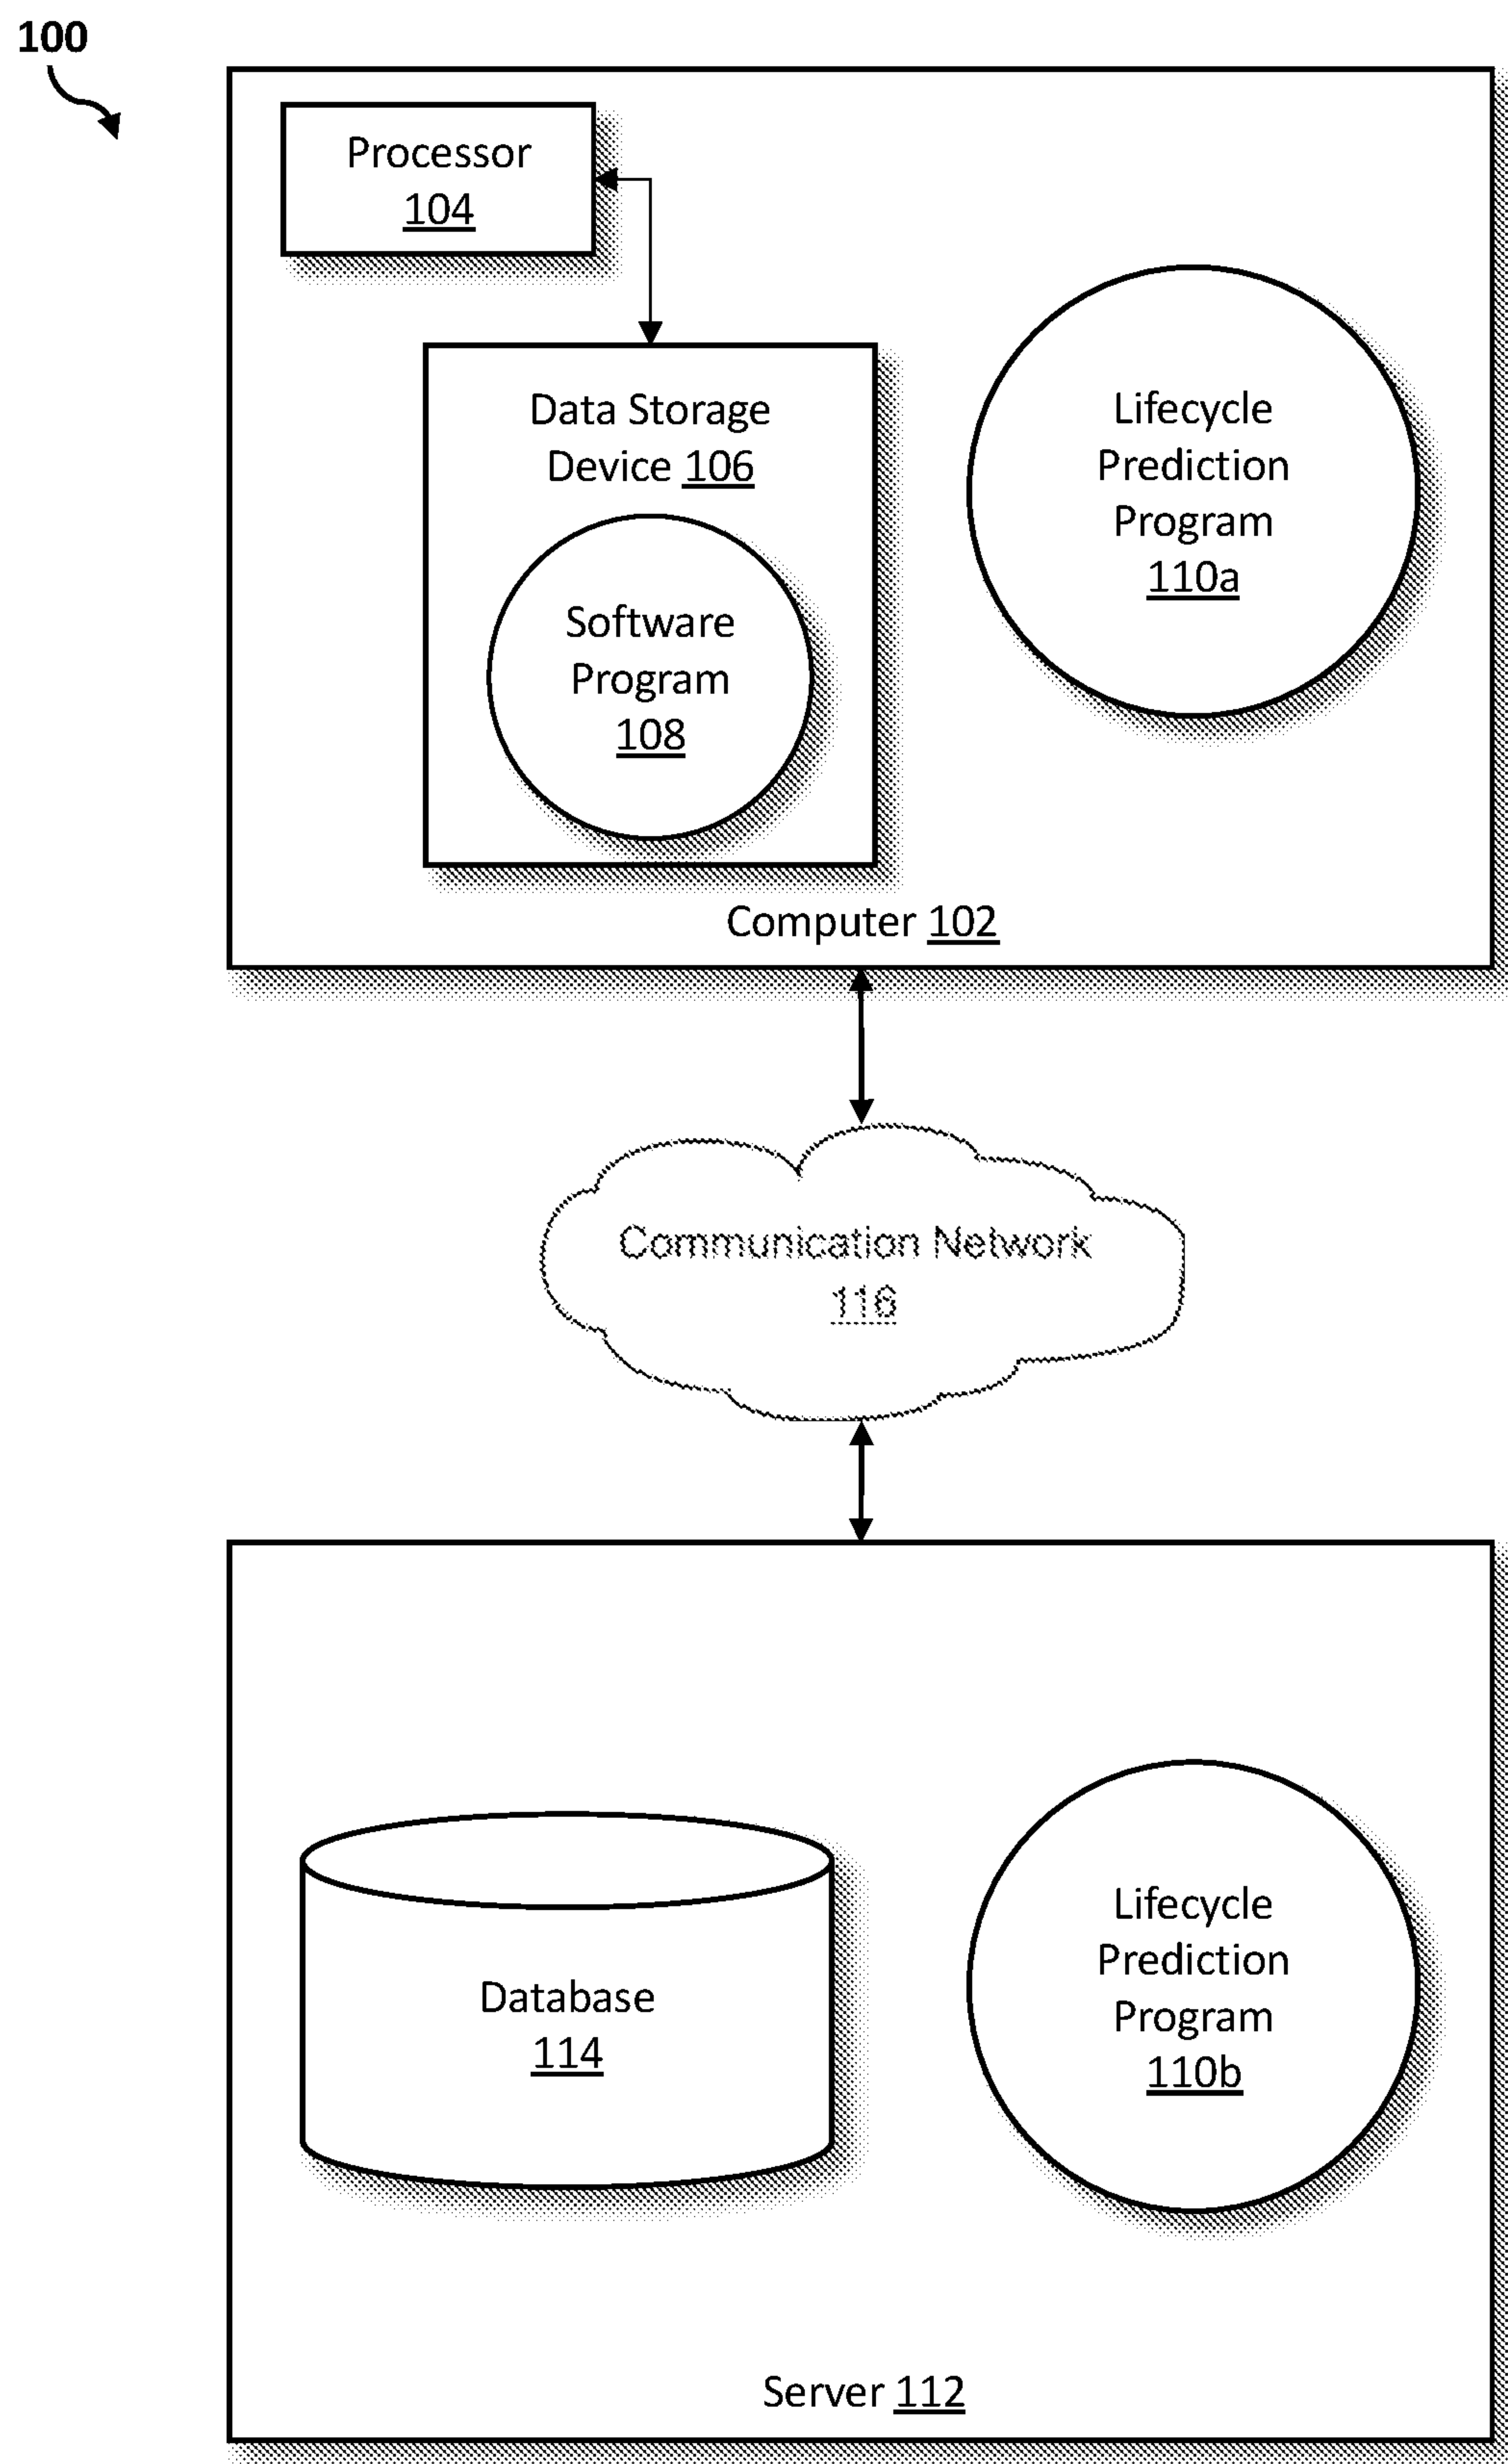 100
Processor
104
Data Storage
Device 106
Software
Program
108
Lifecycle
Prediction
Program
110a
Computer 102
Communication Network
116
Database
114
Lifecycle
Prediction
Program
110b
Server 112